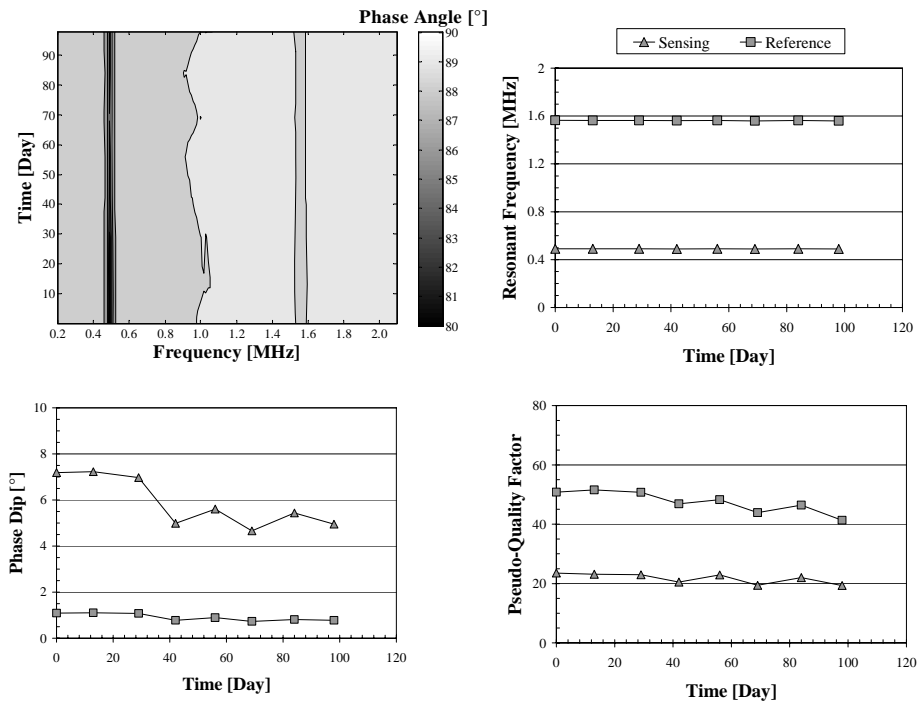 Phase Angle [°]
90
89
88
87
86
85
84
83
82
81
80
Time [Day]
90
80
70
60
50
40
30
20
10
0.2 0.4 0.6 0.8 1.0 1.2 1.4 1.6 1.8 2.0
Frequency [MHz]
Sensing Reference
Resonant Frequency [MHz]
2
1.6
1.2
0.8
0.4
0
0 20 40 60 80 100 120
Time [Day]
Phase Dip [°]
10
8
6
4
2
0
0 20 40 60 80 100 120
Time [Day]
Pseudo-Quality Factor
80
60
40
20
0
0 20 40 60 80 100 120
Time [Day]